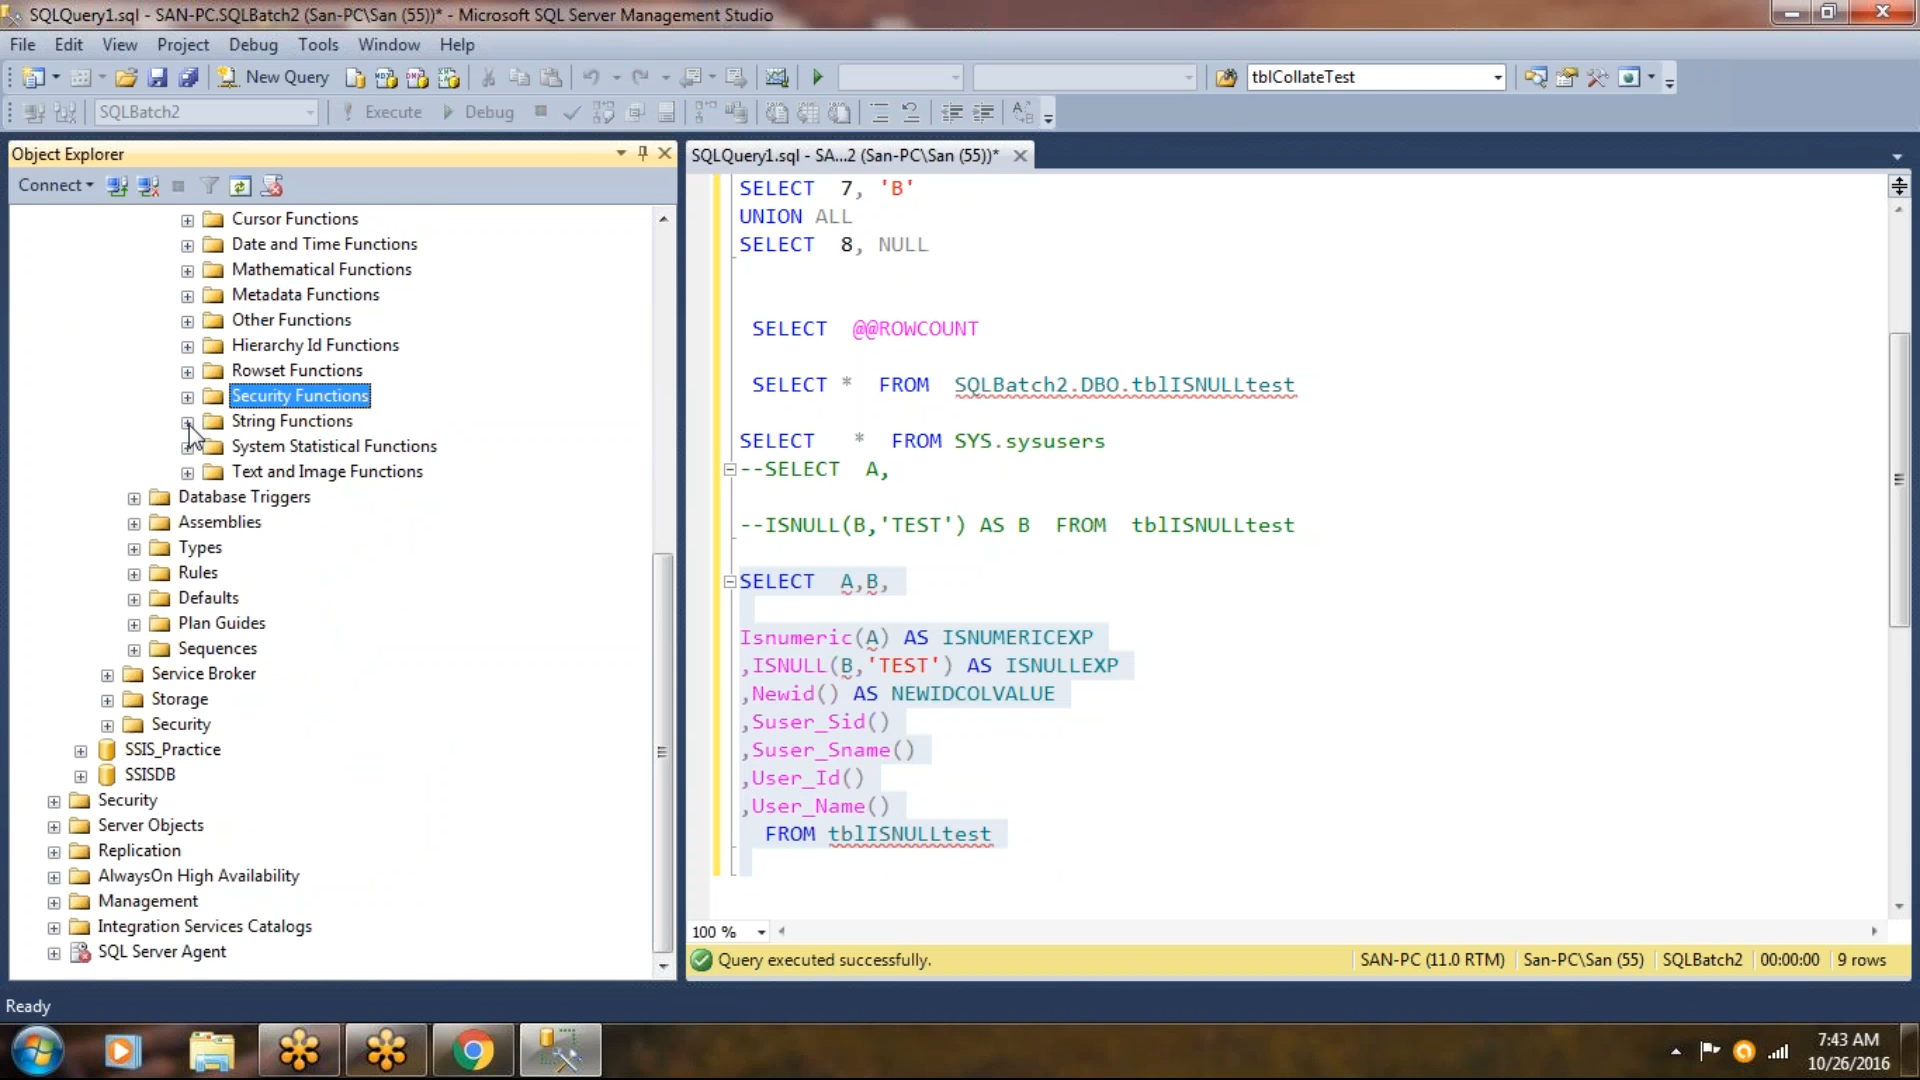 SQLQuery1.sql - SAN-PC.SQLBatch2 (San-PC\San (55))* - Microsoft SQL Server Management Studio
File Edit View Project Debug Tools Window Help
New Query tblCollateTest
SQLBatch2 Execute Debug
Object Explorer
Connect
Cursor Functions
Date and Time Functions
Mathematical Functions
Metadata Functions
Other Functions
Hierarchy Id Functions
Rowset Functions
Security Functions
String Functions
System Statistical Functions
Text and Image Functions
Database Triggers
Assemblies
Types
Rules
Defaults
Plan Guides
Sequences
Service Broker
Storage
Security
SSIS_Practice
SSISDB
Security
Server Objects
Replication
AlwaysOn High Availability
Management
Integration Services Catalogs
SQL Server Agent
SQLQuery1.sql - SA...2 (San-PC\San (55))*
SELECT 7, 'B'
UNION ALL
SELECT 8, NULL
SELECT @@ROWCOUNT
SELECT * FROM SQLBatch2.DBO.tblISNULLtest
SELECT * FROM SYS.sysusers
--SELECT A,
--ISNULL(B,'TEST') AS B FROM tblISNULLtest
SELECT A,B,
Isnumeric(A) AS ISNUMERICEXP
,ISNULL(B,'TEST') AS ISNULLEXP
,Newid() AS NEWIDCOLVALUE
,Suser_Sid()
,Suser_Sname()
,User_Id()
,User_Name()
FROM tblISNULLtest
100 %
Query executed successfully. SAN-PC (11.0 RTM) San-PC\San (55) SQLBatch2 00:00:00 9 rows
Ready
7:43 AM
10/26/2016